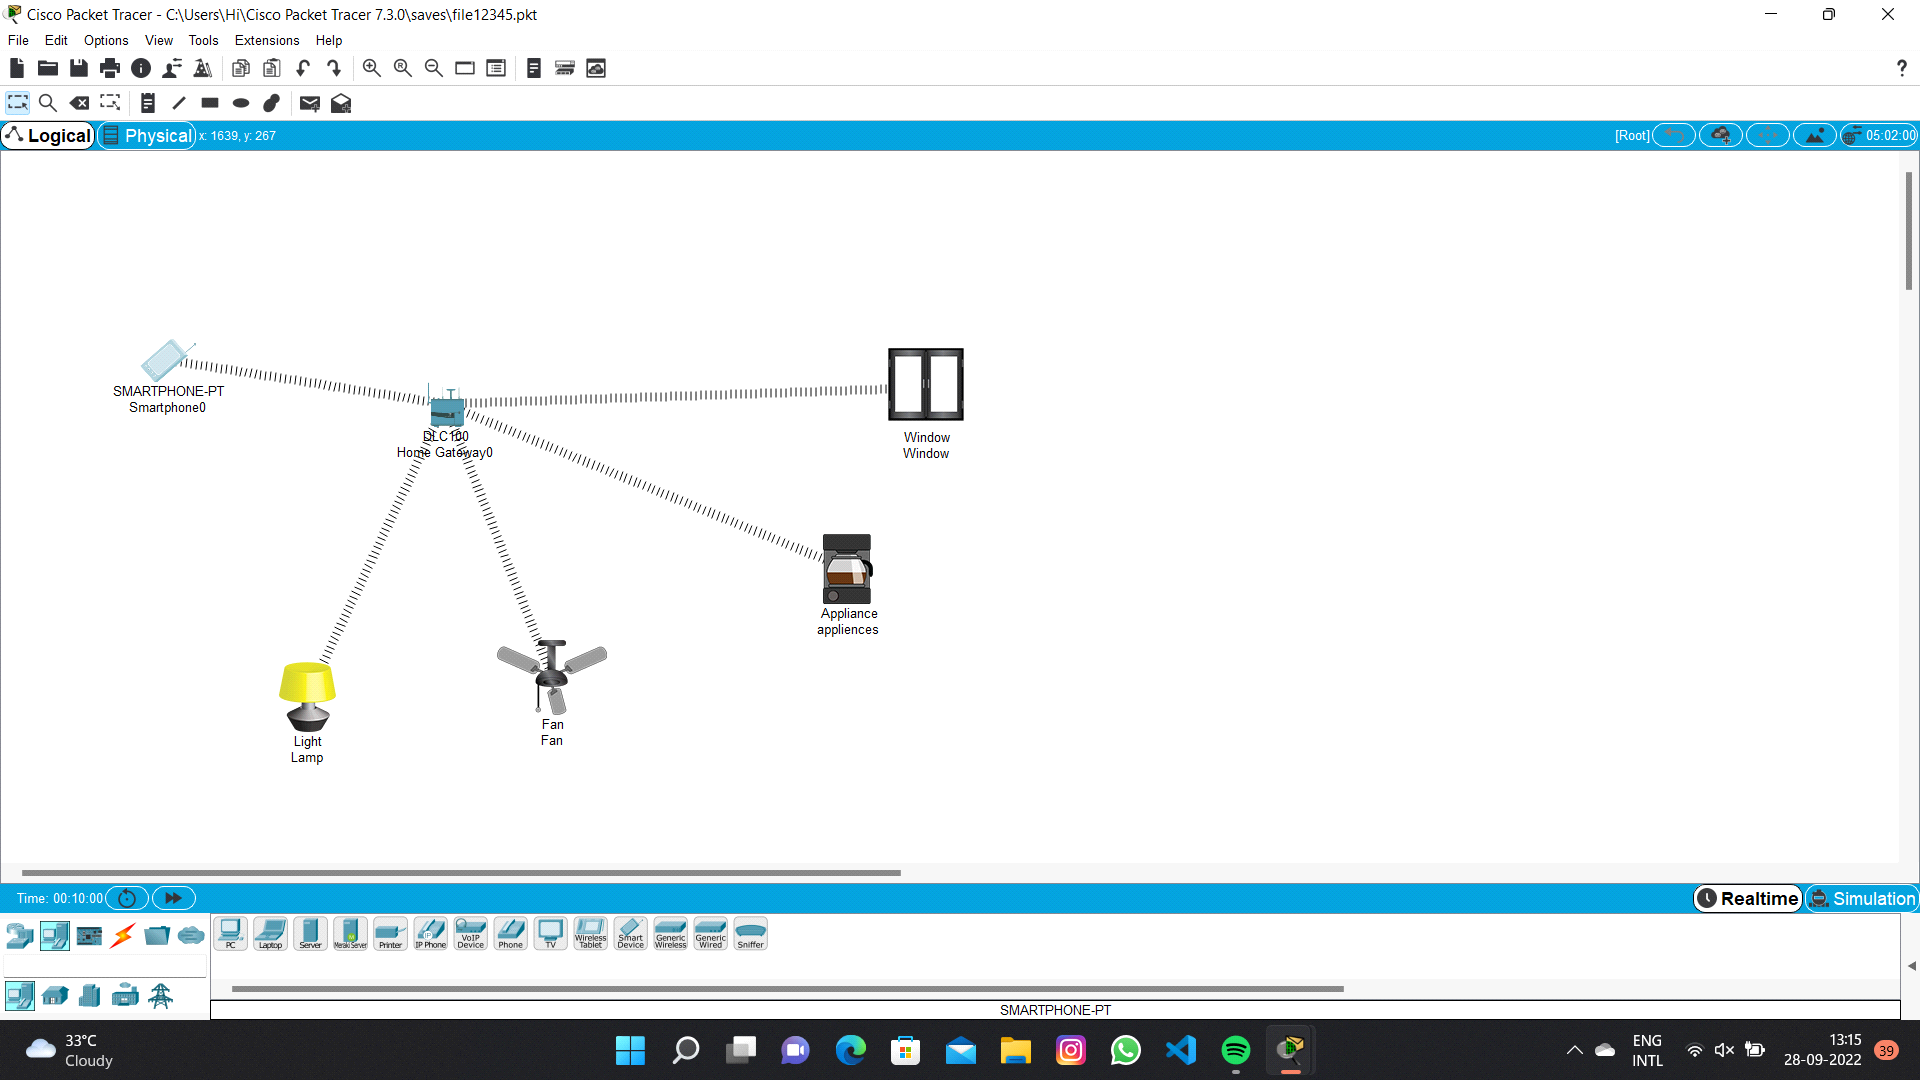 Cisco Packet Tracer - C:\Users\Hi\Cisco Packet Tracer 7.3.0\saves\file12345.pkt
File Edit Options View Tools Extensions Help
Logical Physical x: 1639, y: 267 [Root] 05:02:00
SMARTPHONE-PT
Smartphone0
DLC100
Home Gateway0
Window
Window
Appliance
appliences
Light
Lamp
Fan
Fan
Time: 00:10:00 Realtime Simulation
PC Laptop Server Meraki Server Printer IP Phone VoIP Device Phone TV Wireless Tablet Smart Device Generic Wireless Generic Wired Sniffer
SMARTPHONE-PT
33°C
Cloudy
ENG
INTL
13:15
28-09-2022
39